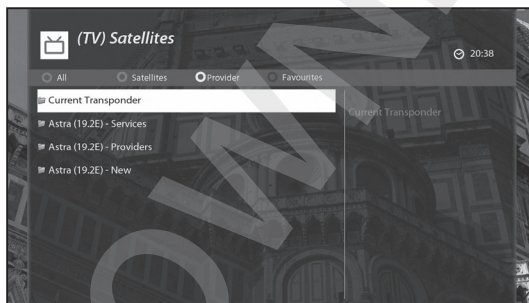 (TV) Satellites
20:38
All Satellites Provider Favourites
Current Transponder
Current Transponder
Astra (19.2E) - Services
Astra (19.2E) - Providers
Astra (19.2E) - New